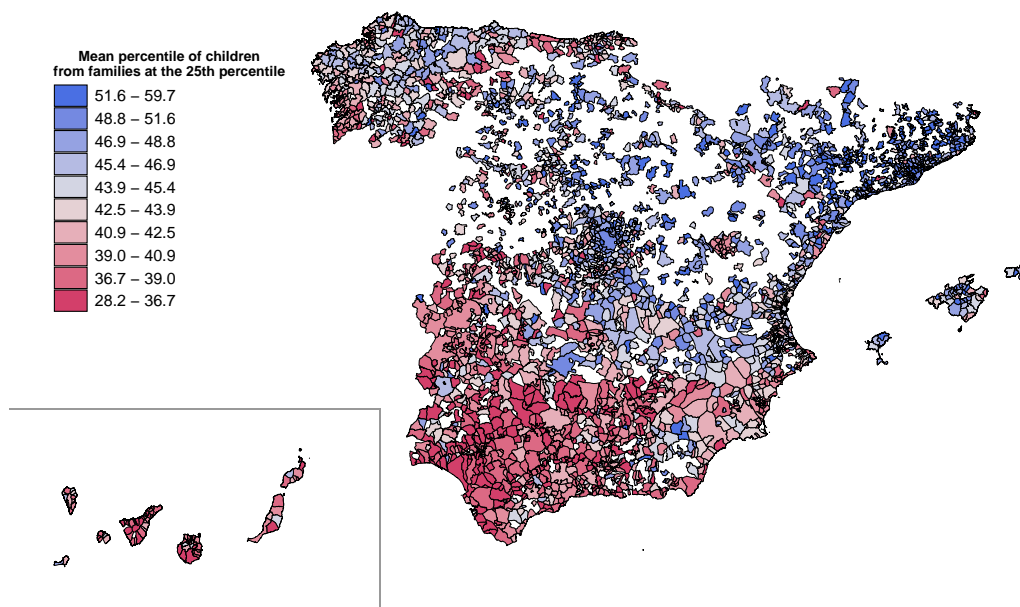 Mean percentile of children
from families at the 25th percentile
51.6 – 59.7
48.8 – 51.6
46.9 – 48.8
45.4 – 46.9
43.9 – 45.4
42.5 – 43.9
40.9 – 42.5
39.0 – 40.9
36.7 – 39.0
28.2 – 36.7